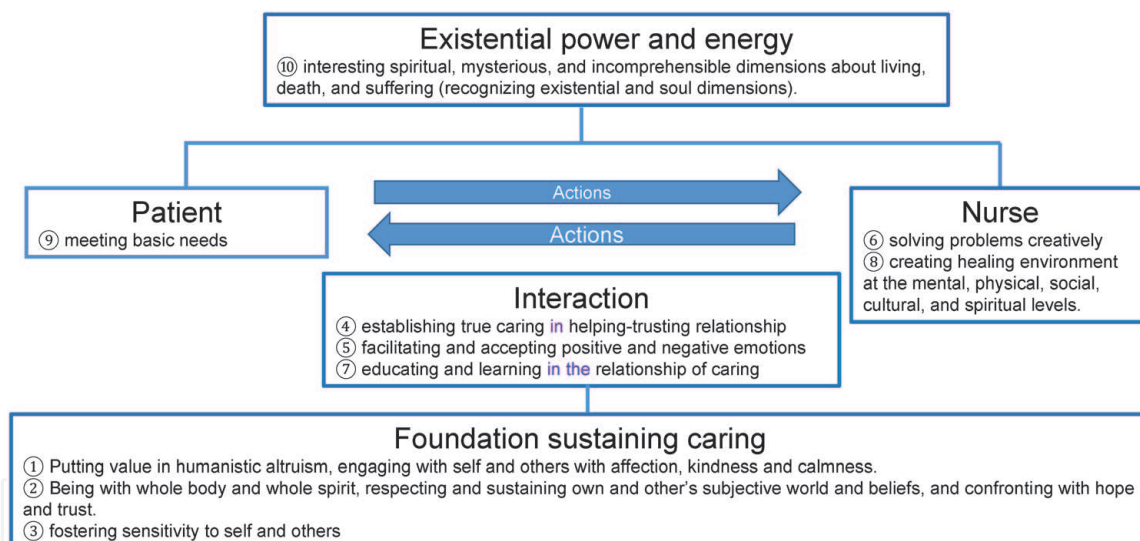 Existential power and energy
⑩ interesting spiritual, mysterious, and incomprehensible dimensions about living,
death, and suffering (recognizing existential and soul dimensions).
Actions
Patient
⑨ meeting basic needs
Actions
Nurse
⑥ solving problems creatively
⑧ creating healing environment
at the mental, physical, social,
cultural, and spiritual levels.
Interaction
④ establishing true caring in helping-trusting relationship
⑤ facilitating and accepting positive and negative emotions
⑦ educating and learning in the relationship of caring
Foundation sustaining caring
① Putting value in humanistic altruism, engaging with self and others with affection, kindness and calmness.
② Being with whole body and whole spirit, respecting and sustaining own and other's subjective world and beliefs, and confronting with hope
and trust.
③ fostering sensitivity to self and others